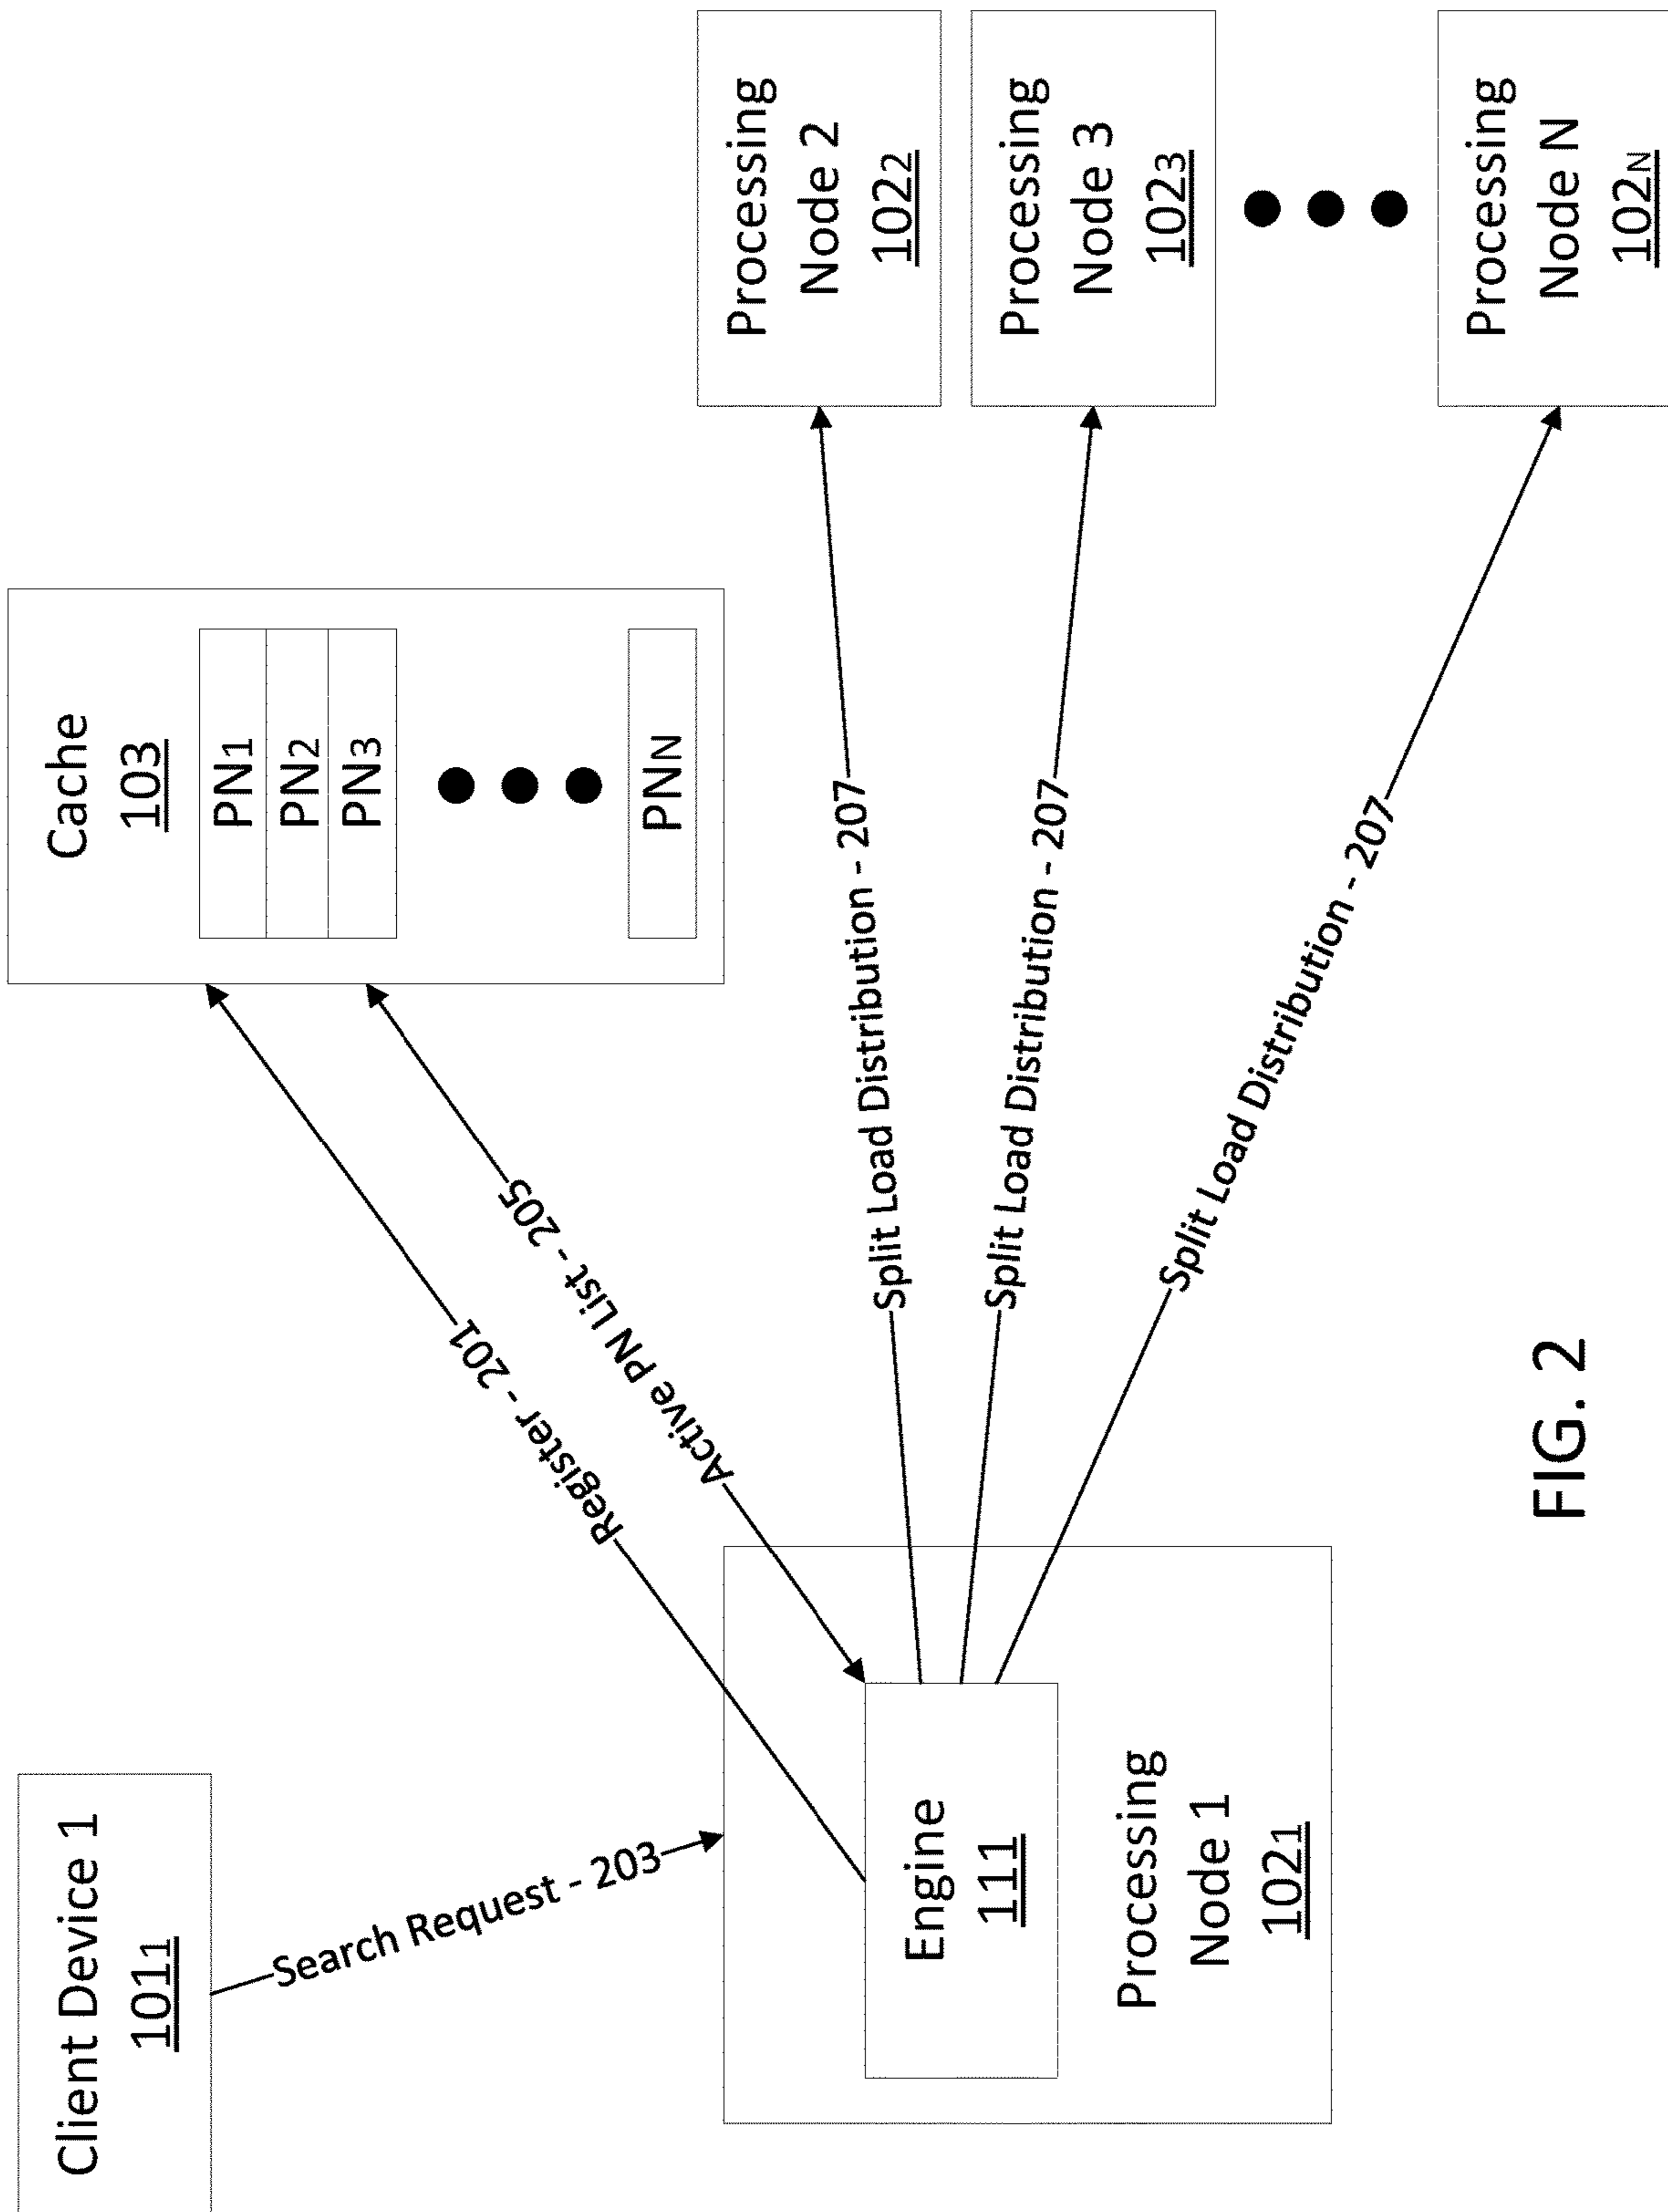 Client Device 1
101₁
Search Request - 203
Engine
111
Processing
Node 1
102₁
Register - 201
Active PN List - 205
Cache
103
PN₁
PN₂
PN₃
PN_N
Split Load Distribution - 207
Split Load Distribution - 207
Split Load Distribution - 207
Processing
Node 2
102₂
Processing
Node 3
102₃
Processing
Node N
102_N
FIG. 2